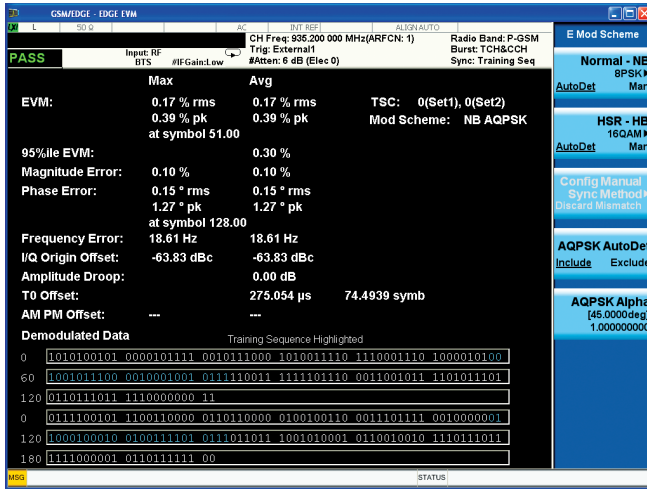 GSM/EDGE - EDGE EVM
L 50 Ω AC INT REF ALIGN AUTO
CH Freq: 935.200 000 MHz(ARFCN: 1) Radio Band: P-GSM
Trig: External1 Burst: TCH&CCH
#Atten: 6 dB (Elec 0) Sync: Training Seq
PASS
Input: RF
BTS #IFGain:Low
Max Avg
EVM: 0.17 % rms 0.17 % rms TSC: 0(Set1), 0(Set2)
0.39 % pk 0.39 % pk Mod Scheme: NB AQPSK
at symbol 51.00
95%ile EVM: 0.30 %
Magnitude Error: 0.10 % 0.10 %
Phase Error: 0.15 ° rms 0.15 ° rms
1.27 ° pk 1.27 ° pk
at symbol 128.00
Frequency Error: 18.61 Hz 18.61 Hz
I/Q Origin Offset: -63.83 dBc -63.83 dBc
Amplitude Droop: 0.00 dB
T0 Offset: 275.054 µs 74.4939 symb
AM PM Offset: --- ---
Demodulated Data Training Sequence Highlighted
0 1010100101 0000101111 0010111000 1010011110 1110001110 1000010100
60 1001011100 0010001001 0111110011 1111101110 0011001011 1101011101
120 0110111011 1110000000 11
0 0111100101 1100110000 0110110000 0100100110 0011101111 0010000001
120 1000100010 0100111101 0111011011 1001010001 0110010010 1110111011
180 1111000001 0110111111 00
E Mod Scheme
Normal - NB
8PSK
AutoDet Man
HSR - HB
16QAM
AutoDet Man
Config Manual
Sync Method
Discard Mismatch
AQPSK AutoDet
Include Exclude
AQPSK Alpha
[45.0000deg]
1.000000000
MSG STATUS